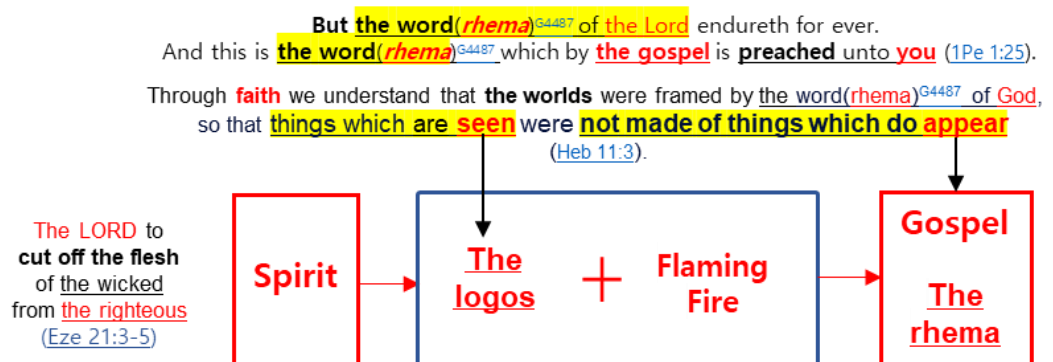 But the word(rhema)G4487 of the Lord endureth for ever.
And this is the word(rhema)G4487 which by the gospel is preached unto you (1Pe 1:25).
Through faith we understand that the worlds were framed by the word(rhema)G4487 of God,
so that things which are seen were not made of things which do appear
(Heb 11:3).
The LORD to
cut off the flesh
of the wicked
from the righteous
(Eze 21:3-5)
Spirit
The
logos
+
Flaming
Fire
Gospel
The
rhema